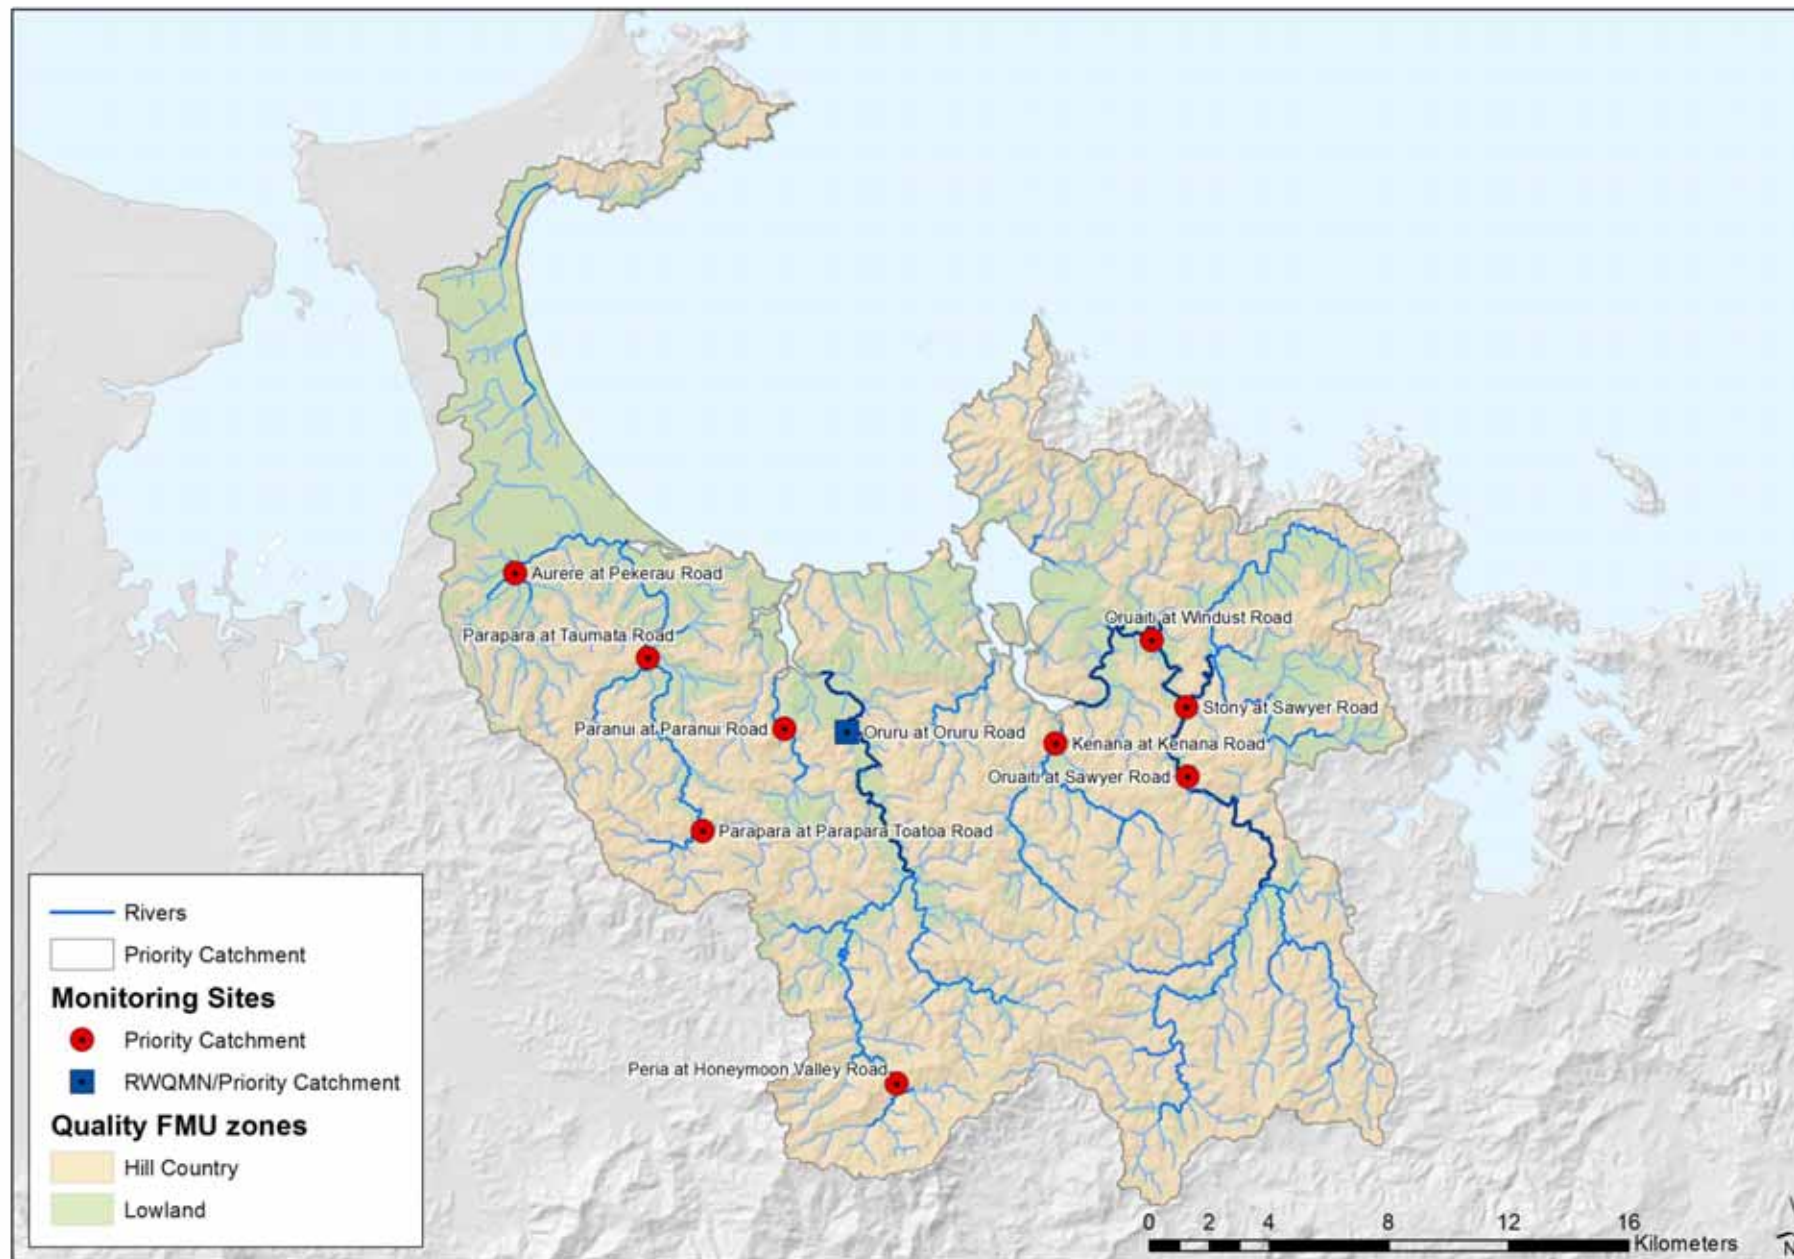 Aurere at Pekerau Road
Oruaiti at Windust Road
Parapara at Taumata Road
Stony at Sawyer Road
Paranui at Paranui Road
Oruru at Oruru Road
Kenana at Kenana Road
Oruaiti at Sawyer Road
Parapara at Parapara Toatoa Road
Peria at Honeymoon Valley Road
Rivers
Priority Catchment
Monitoring Sites
Priority Catchment
RWQMN/Priority Catchment
Quality FMU zones
Hill Country
Lowland
0 2 4 8 12 16
Kilometers
N